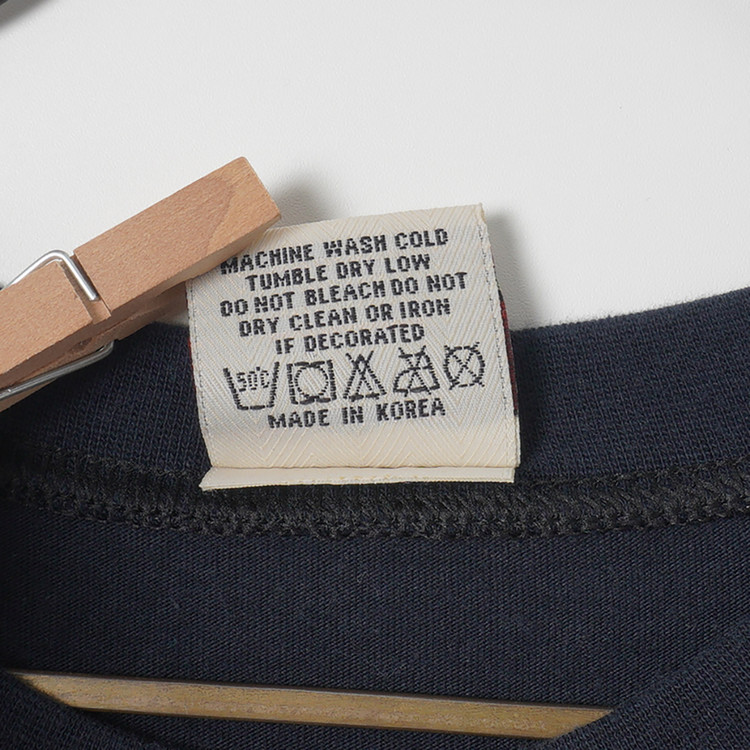 MACHINE WASH COLD
TUMBLE DRY LOW
DO NOT BLEACH DO NOT
DRY CLEAN OR IRON
IF DECORATED
30°C
MADE IN KOREA